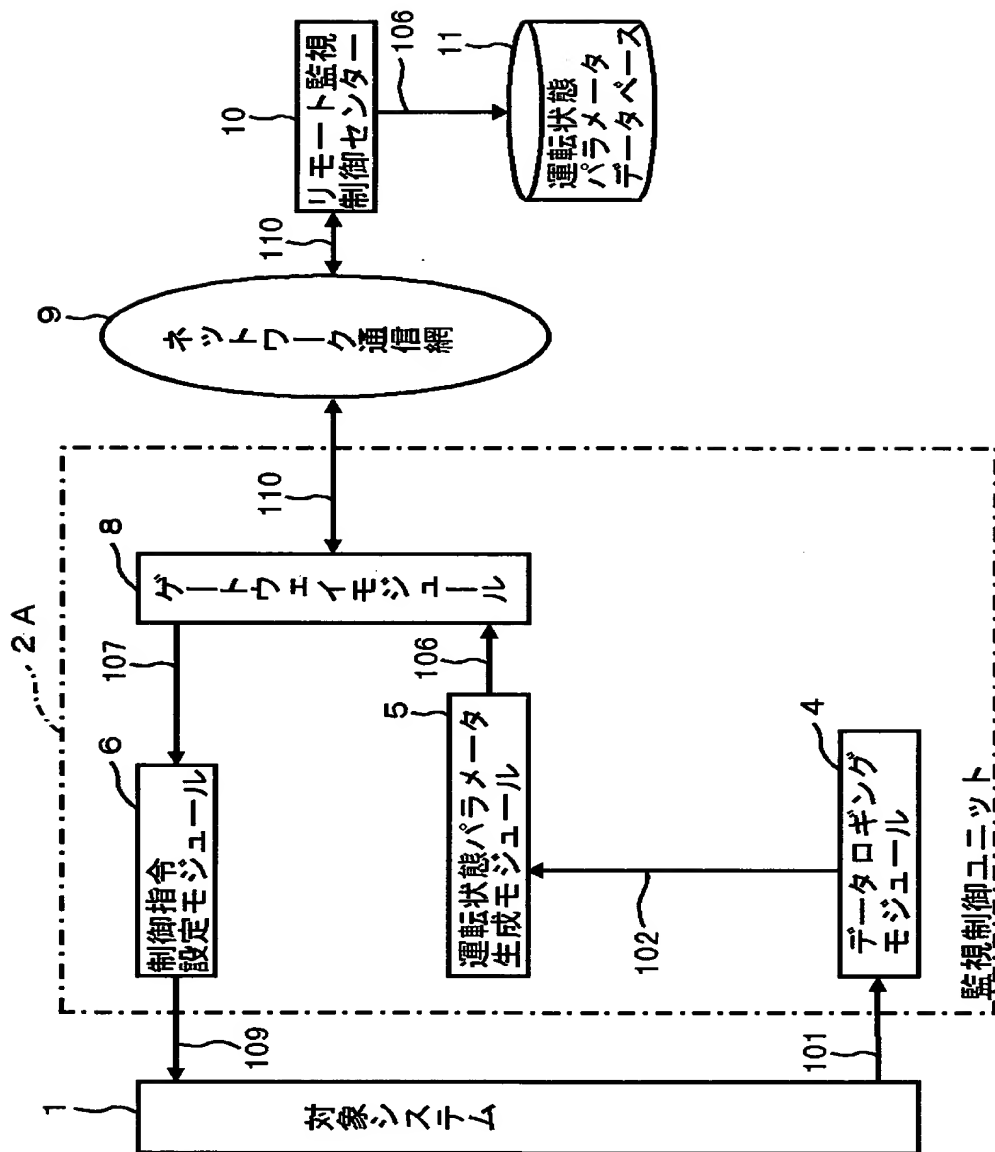 1
対象システム
109
101
2A
6
制御指令
設定モジュール
107
5
運転状態パラメータ
生成モジュール
106
102
4
データロギング
モジュール
8
ゲートウェイモジュール
監視制御ユニット
110
9
ネットワーク通信網
110
10
リモート監視
制御センター
106
11
運転状態
パラメータ
データベース